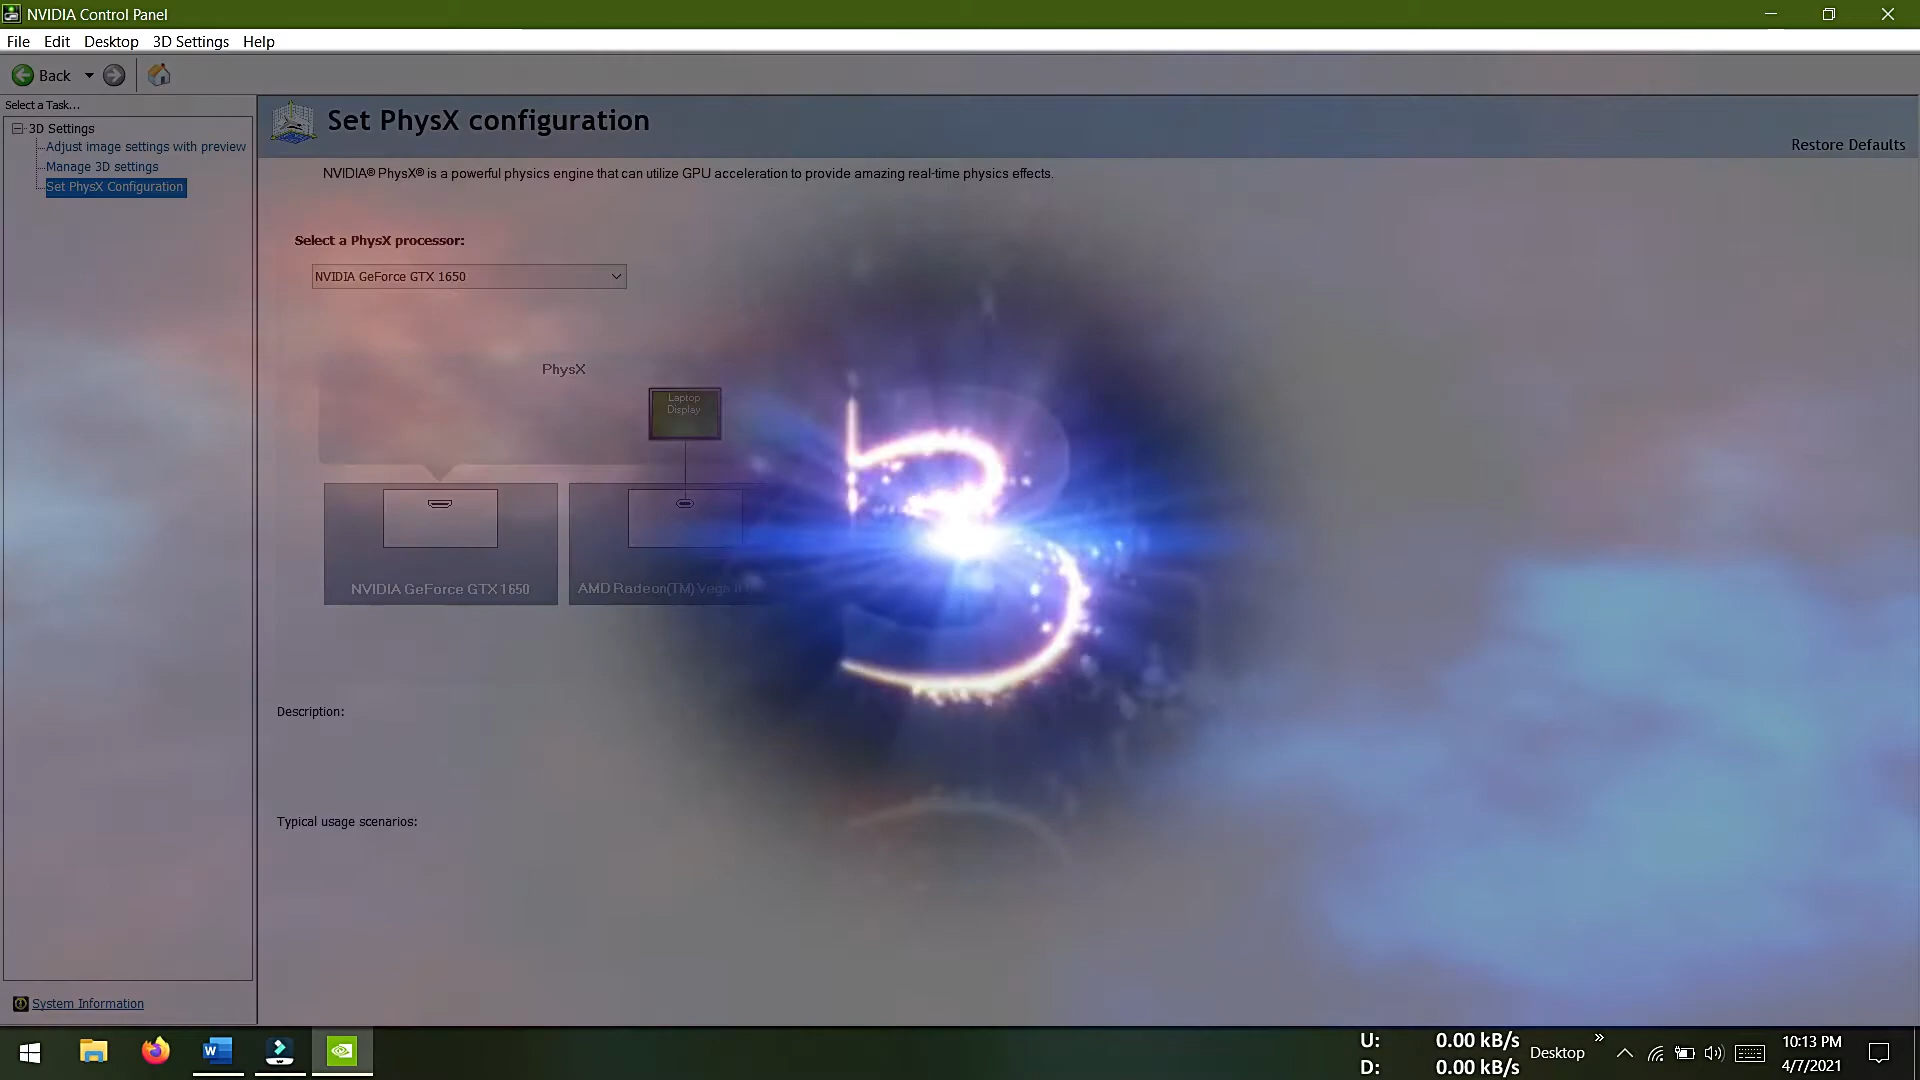 NVIDIA Control Panel
File Edit Desktop 3D Settings Help
Back
Select a Task...
3D Settings
Adjust image settings with preview
Manage 3D settings
Set PhysX Configuration
System Information
Set PhysX configuration
Restore Defaults
NVIDIA® PhysX® is a powerful physics engine that can utilize GPU acceleration to provide amazing real-time physics effects.
Select a PhysX processor:
NVIDIA GeForce GTX 1650
PhysX
Laptop
Display
NVIDIA GeForce GTX 1650
AMD Radeon(TM) Vega
Description:
Typical usage scenarios:
3
U: 0.00 kB/s
D: 0.00 kB/s
Desktop
10:13 PM
4/7/2021